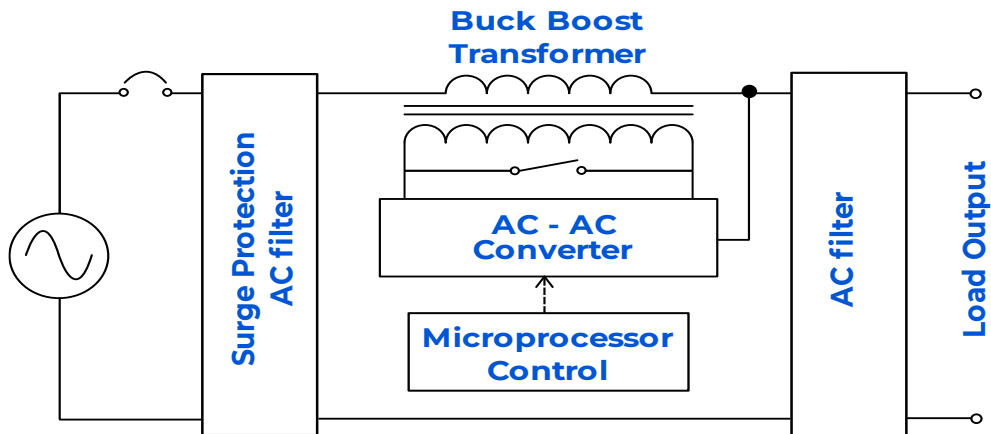 Buck Boost
Transformer
Surge Protection
AC filter
AC - AC
Converter
Microprocessor
Control
AC filter
Load Output